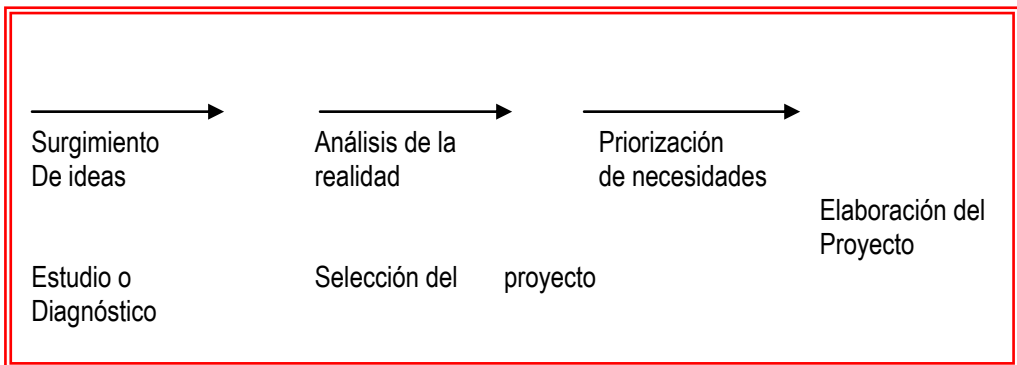 Surgimiento
De ideas
Análisis de la
realidad
Priorización
de necesidades
Elaboración del
Proyecto
Estudio o
Diagnóstico
Selección del proyecto